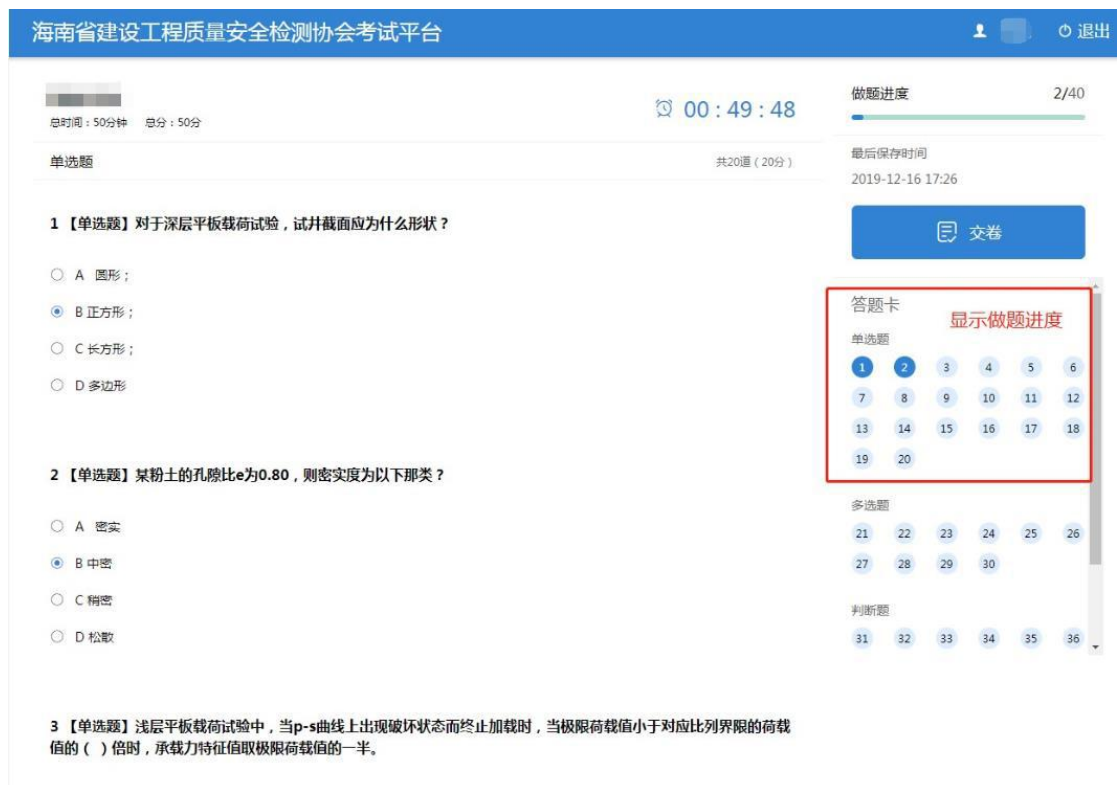 海南省建设工程质量安全检测协会考试平台
退出
总时间：50分钟 总分：50分
00 : 49 : 48
单选题 共20道（20分）
1 【单选题】对于深层平板载荷试验，试井截面应为什么形状？
A 圆形；
B 正方形；
C 长方形；
D 多边形
2 【单选题】某粉土的孔隙比e为0.80，则密实度为以下那类？
A 密实
B 中密
C 稍密
D 松散
3 【单选题】浅层平板载荷试验中，当p-s曲线上出现破坏状态而终止加载时，当极限荷载值小于对应比列界限的荷载
值的（ ）倍时，承载力特征值取极限荷载值的一半。
做题进度 2/40
最后保存时间
2019-12-16 17:26
交卷
答题卡
显示做题进度
单选题
1 2 3 4 5 6
7 8 9 10 11 12
13 14 15 16 17 18
19 20
多选题
21 22 23 24 25 26
27 28 29 30
判断题
31 32 33 34 35 36